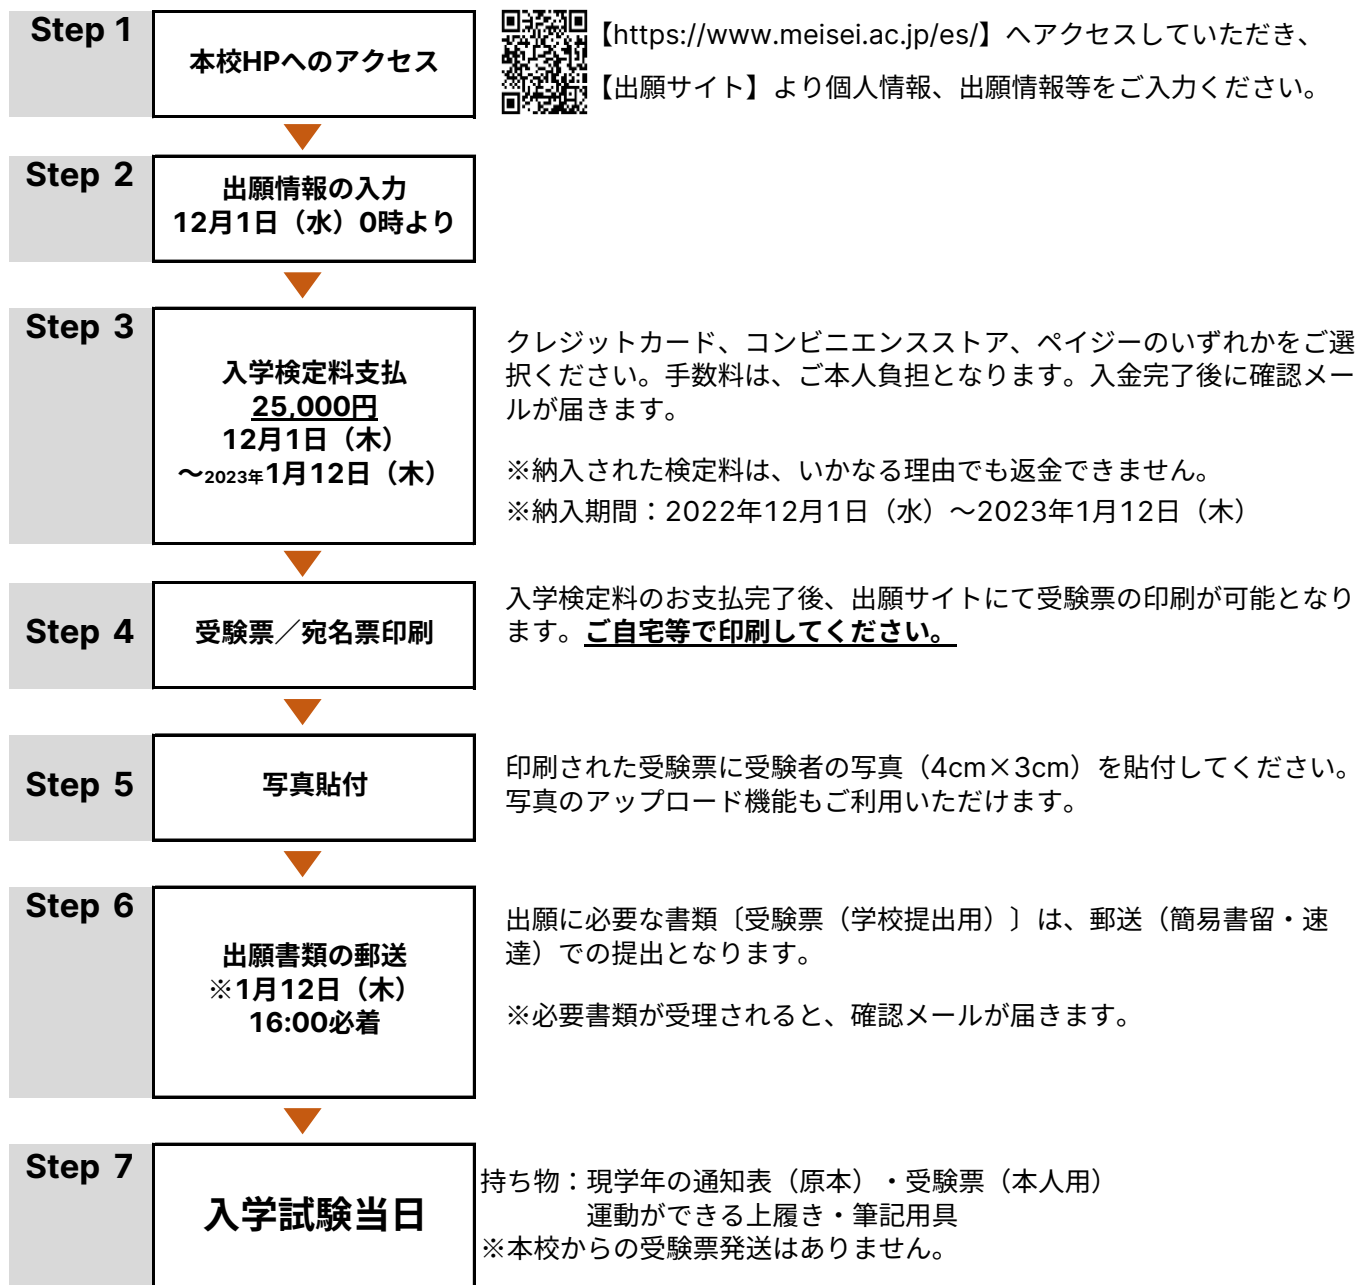 Step 1
本校HPへのアクセス
【https://www.meisei.ac.jp/es/】へアクセスしていただき、
【出願サイト】より個人情報、出願情報等をご入力ください。
Step 2
出願情報の入力
12月1日（水）0時より
Step 3
入学検定料支払
25,000円
12月1日（木）
～2023年1月12日（木）
クレジットカード、コンビニエンスストア、ペイジーのいずれかをご選
択ください。手数料は、ご本人負担となります。入金完了後に確認メー
ルが届きます。
※納入された検定料は、いかなる理由でも返金できません。
※納入期間：2022年12月1日（水）～2023年1月12日（木）
Step 4
受験票／宛名票印刷
入学検定料のお支払完了後、出願サイトにて受験票の印刷が可能となり
ます。ご自宅等で印刷してください。
Step 5
写真貼付
印刷された受験票に受験者の写真（4cm×3cm）を貼付してください。
写真のアップロード機能もご利用いただけます。
Step 6
出願書類の郵送
※1月12日（木）
16:00必着
出願に必要な書類〔受験票（学校提出用）〕は、郵送（簡易書留・速
達）での提出となります。
※必要書類が受理されると、確認メールが届きます。
Step 7
入学試験当日
持ち物：現学年の通知表（原本）・受験票（本人用）
運動ができる上履き・筆記用具
※本校からの受験票発送はありません。